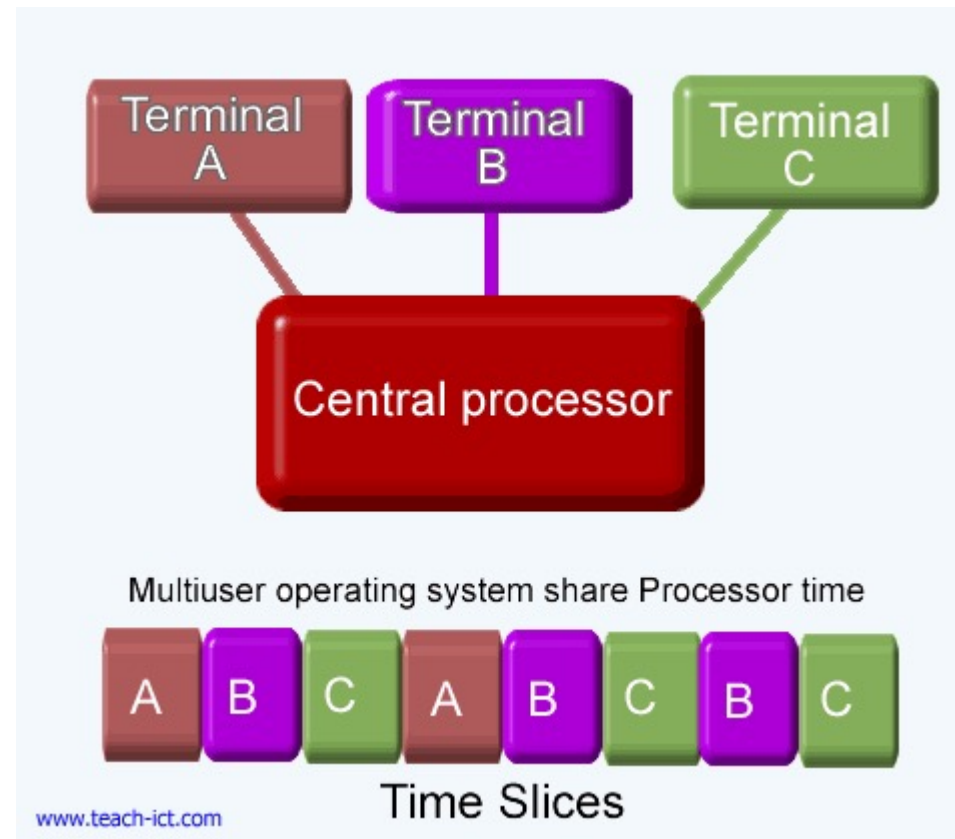 Terminal
A
Terminal
B
Terminal
C
Central processor
Multiuser operating system share Processor time
A B C A B C B C
Time Slices
www.teach-ict.com